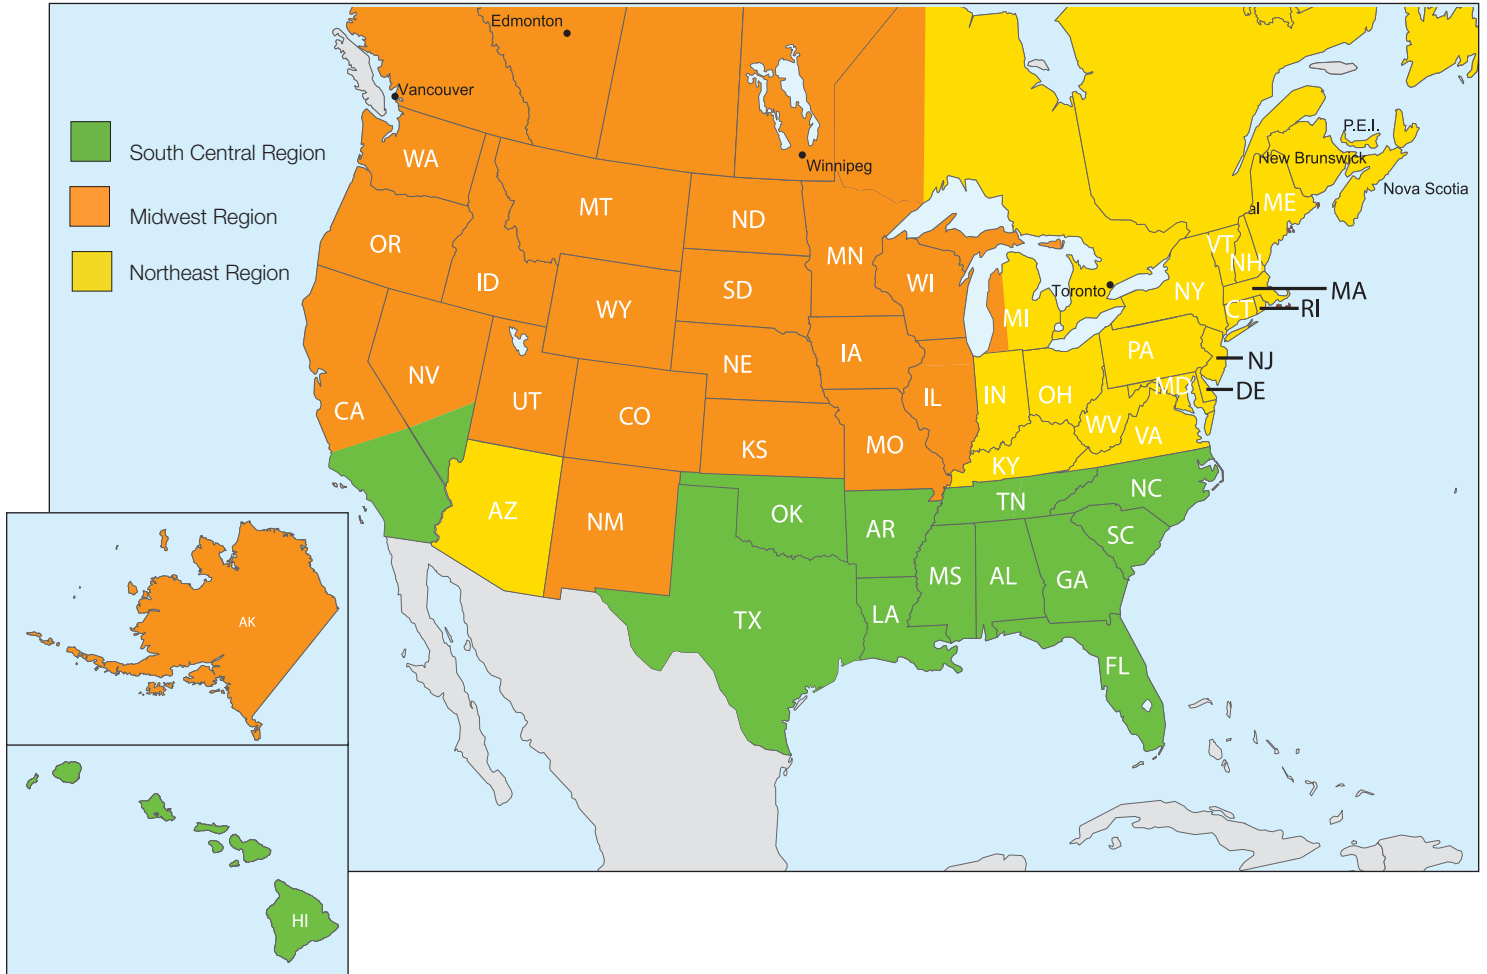 Edmonton
Vancouver
Winnipeg
P.E.I.
New Brunswick
Nova Scotia
al
Toronto
South Central Region
Midwest Region
Northeast Region
WA
MT
ND
MN
OR
ID
WY
SD
WI
MI
NY
VT
NH
ME
MA
CT
RI
CA
NV
UT
CO
NE
IA
IL
IN
OH
PA
NJ
MD
DE
KS
MO
WV
VA
KY
AZ
NM
OK
AR
TN
NC
SC
MS
AL
GA
TX
LA
FL
AK
HI